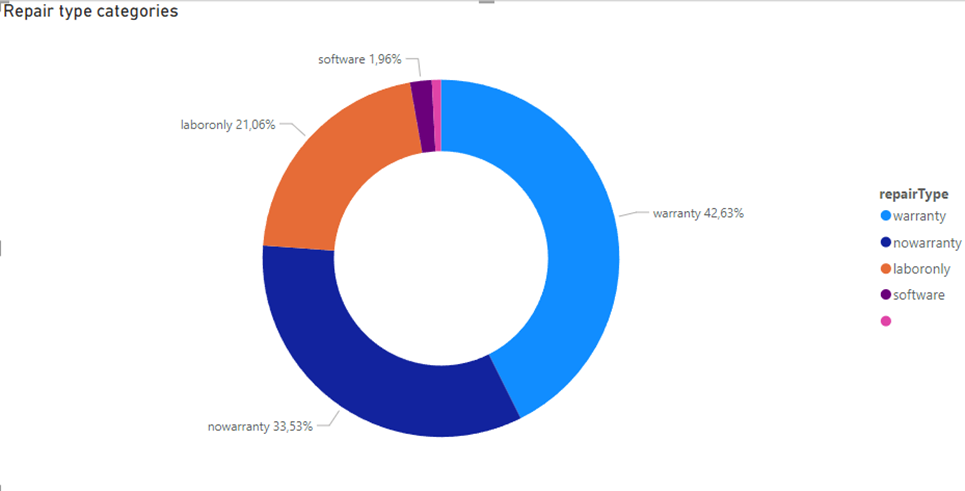 Repair type categories
software 1,96%
laboronly 21,06%
warranty 42,63%
nowarranty 33,53%
repairType
warranty
nowarranty
laboronly
software